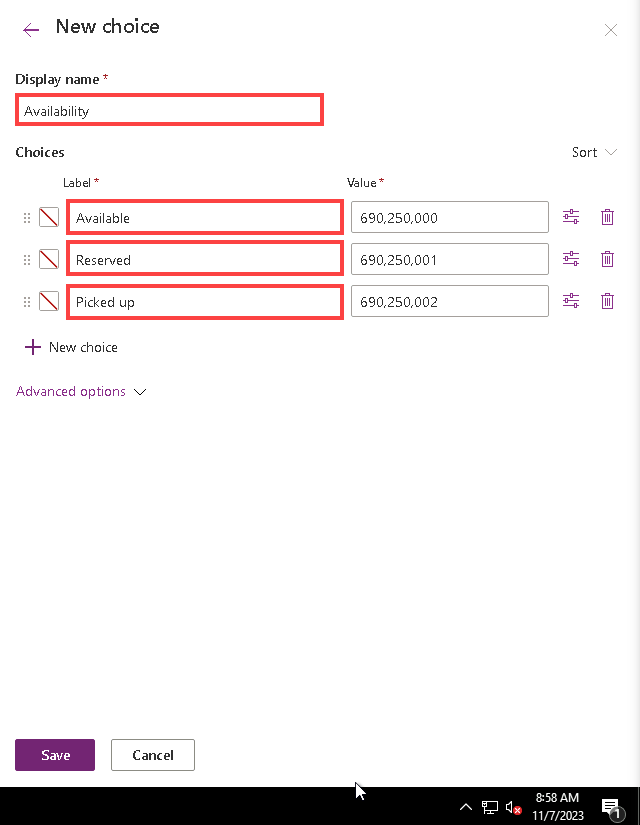 New choice
Display name *
Availability
Choices
Sort
Label * Value *
Available 690,250,000
Reserved 690,250,001
Picked up 690,250,002
New choice
Advanced options
Save Cancel
8:58 AM
11/7/2023
1